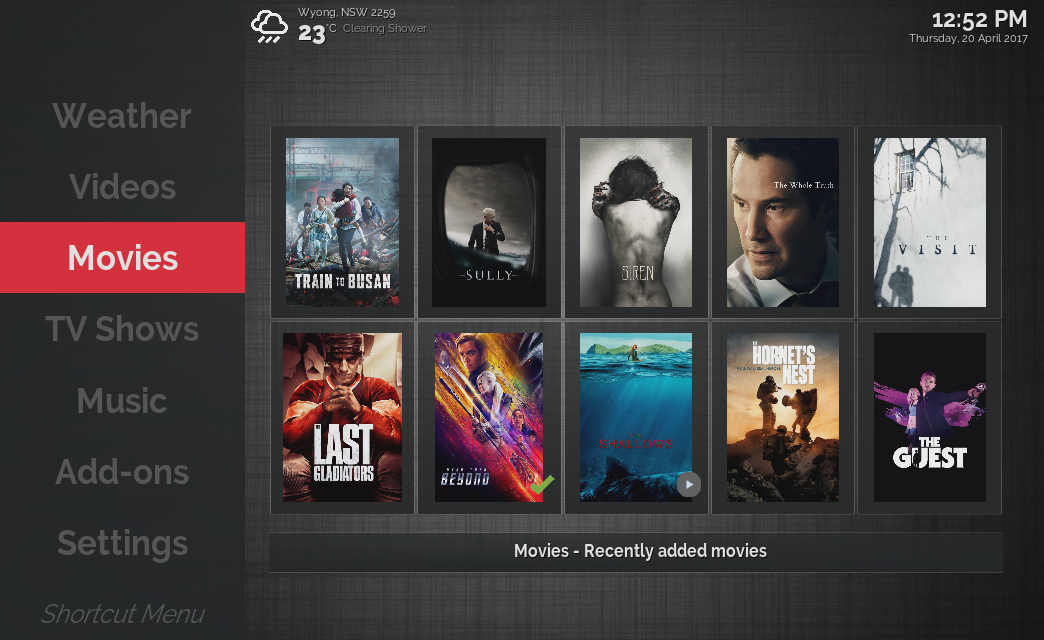 Wyong, NSW 2259
23°C Clearing Shower
12:52 PM
Thursday, 20 April 2017
Weather
Videos
Movies
TV Shows
Music
Add-ons
Settings
Shortcut Menu
TRAIN TO BUSAN
SULLY
SIREN
The Whole Truth
THE
VISIT
THE
LAST
GLADIATORS
STAR TREK
BEYOND
SHALLOWS
THE
HORNET'S
NEST
THE
GUEST
Movies - Recently added movies